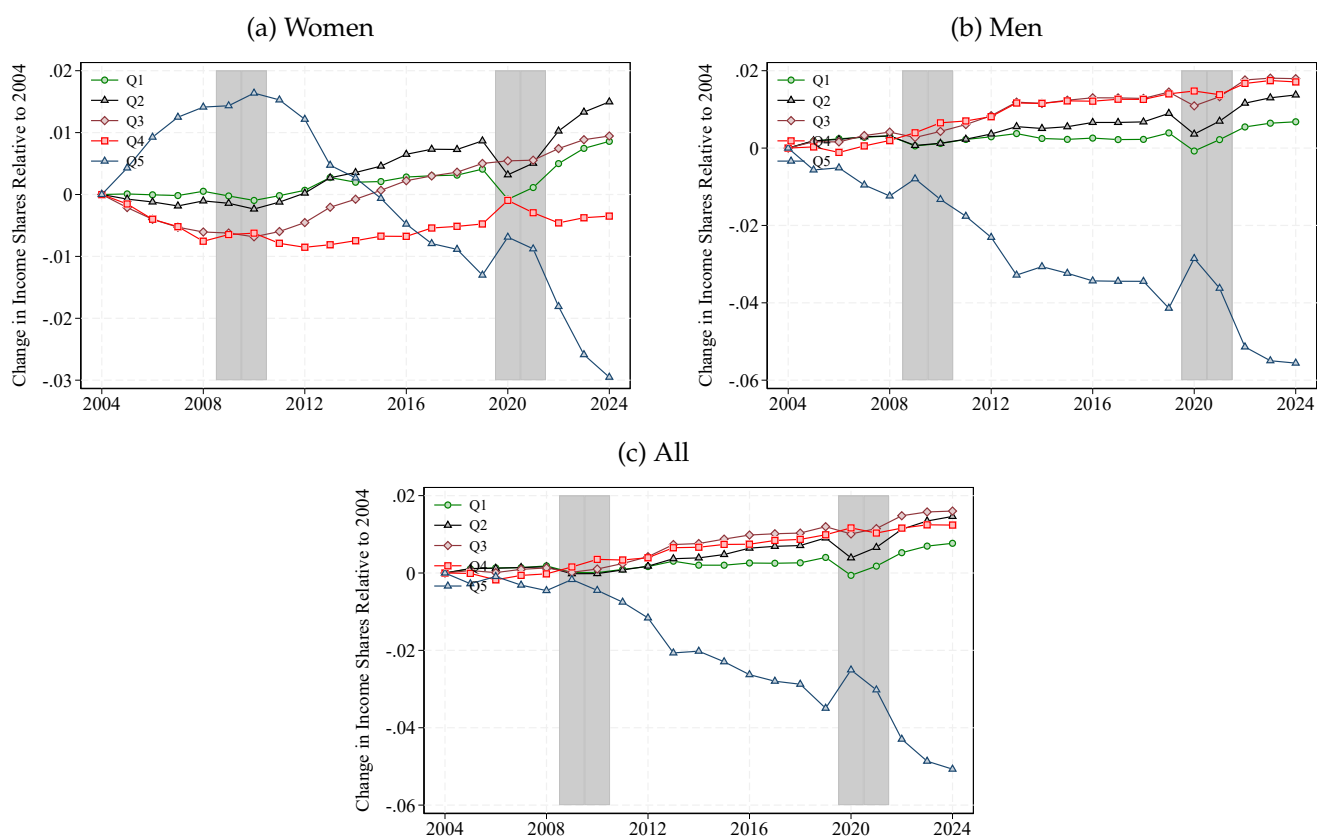 (a) Women
Change in Income Shares Relative to 2004
.02
.01
0
-.01
-.02
-.03
Q1
Q2
Q3
Q4
Q5
2004 2008 2012 2016 2020 2024
(b) Men
Change in Income Shares Relative to 2004
.02
0
-.02
-.04
-.06
Q1
Q2
Q3
Q4
Q5
2004 2008 2012 2016 2020 2024
(c) All
Change in Income Shares Relative to 2004
.02
0
-.02
-.04
-.06
Q1
Q2
Q3
Q4
Q5
2004 2008 2012 2016 2020 2024